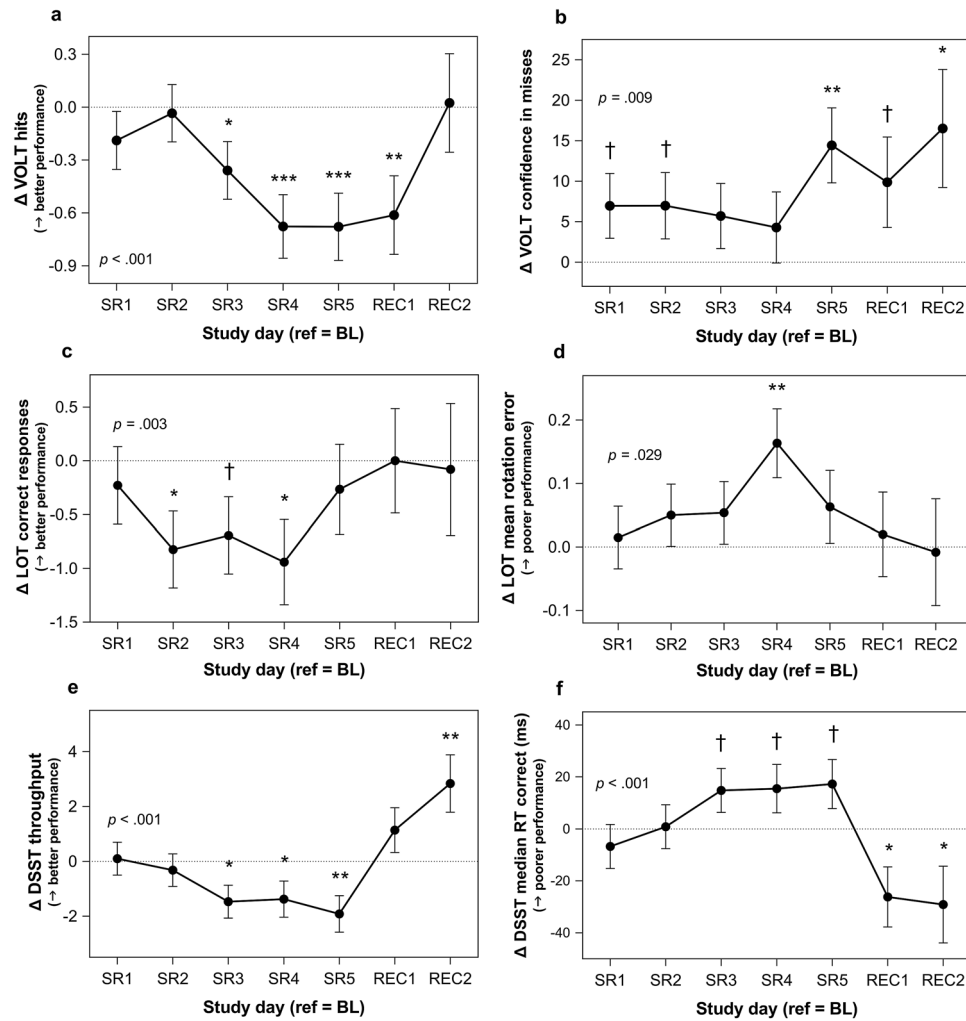 a
Δ VOLT hits
(→ better performance)
0.3
0.0
-0.3
-0.6
-0.9
*
***
***
**
p < .001
SR1 SR2 SR3 SR4 SR5 REC1 REC2
Study day (ref = BL)
b
Δ VOLT confidence in misses
25
20
15
10
5
0
p = .009
†
†
**
†
*
SR1 SR2 SR3 SR4 SR5 REC1 REC2
Study day (ref = BL)
c
Δ LOT correct responses
(→ better performance)
0.5
0.0
-0.5
-1.0
-1.5
p = .003
*
†
*
SR1 SR2 SR3 SR4 SR5 REC1 REC2
Study day (ref = BL)
d
Δ LOT mean rotation error
(→ poorer performance)
0.2
0.1
0.0
-0.1
p = .029
**
SR1 SR2 SR3 SR4 SR5 REC1 REC2
Study day (ref = BL)
e
Δ DSST throughput
(→ better performance)
4
2
0
-2
p < .001
*
*
**
**
SR1 SR2 SR3 SR4 SR5 REC1 REC2
Study day (ref = BL)
f
Δ DSST median RT correct (ms)
(→ poorer performance)
40
20
0
-20
-40
p < .001
†
†
†
*
*
SR1 SR2 SR3 SR4 SR5 REC1 REC2
Study day (ref = BL)